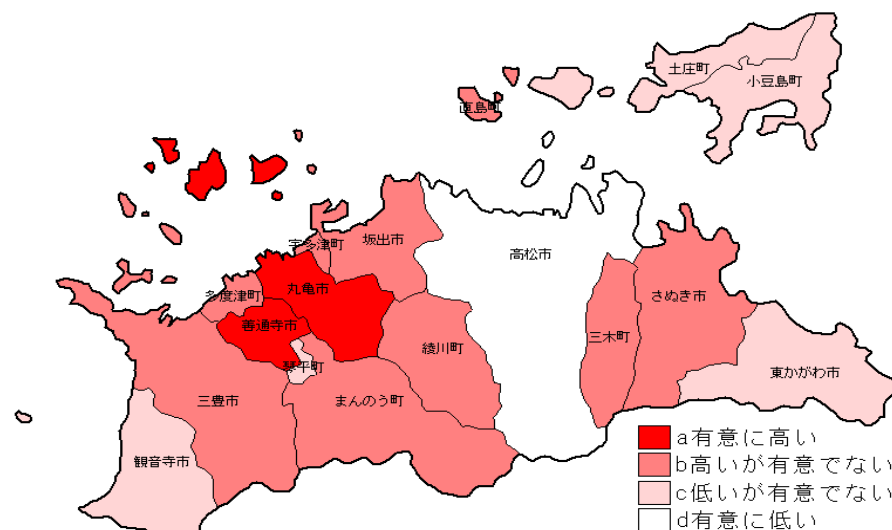 土庄町
小豆島町
直島町
宇多津町
坂出市
高松市
多度津町
丸亀市
さぬき市
善通寺市
三木町
綾川町
琴平町
東かがわ市
三豊市
まんのう町
観音寺市
a有意に高い
b高いが有意でない
c低いが有意でない
d有意に低い